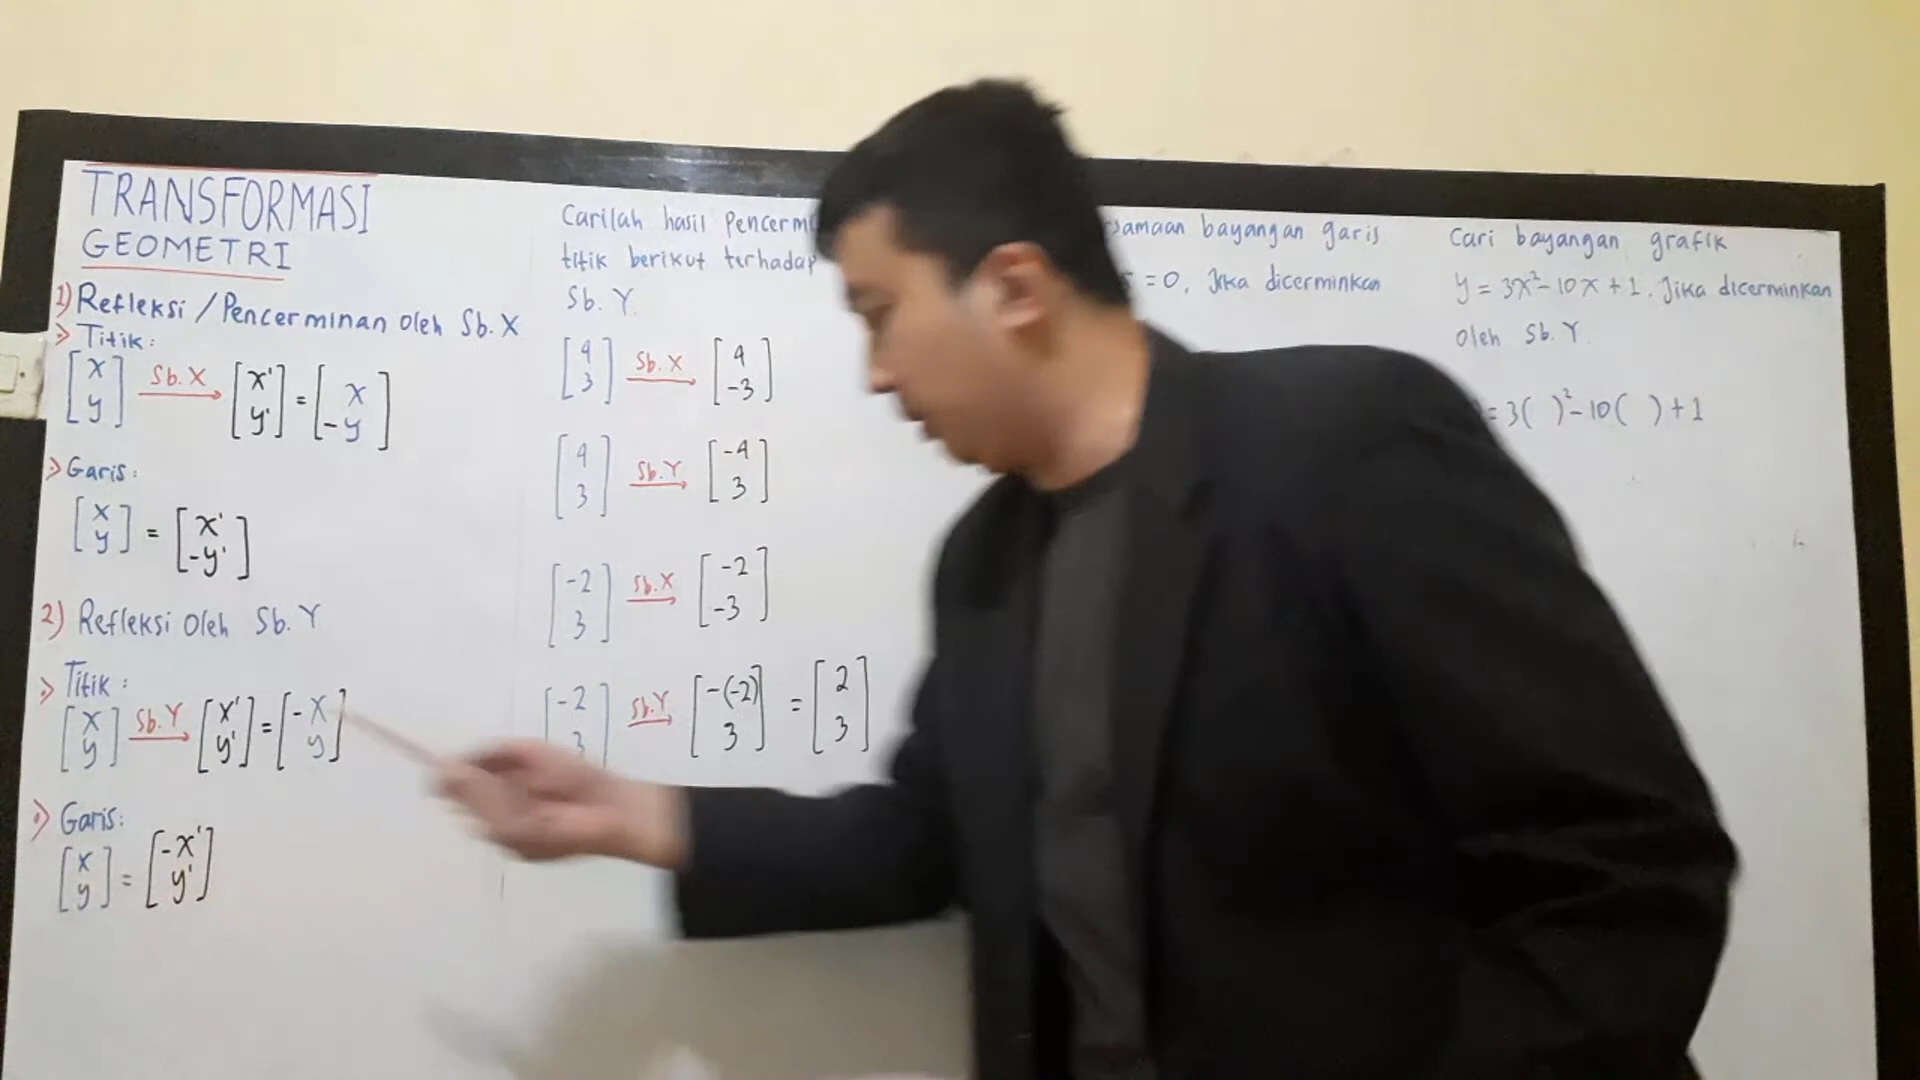 TRANSFORMASI
GEOMETRI
1) Refleksi / Pencerminan oleh Sb. X
> Titik :
[x y] Sb. X → [x' y'] = [x -y]
> Garis :
[x y] = [x' -y']
2) Refleksi oleh Sb. Y
> Titik :
[x y] Sb. Y → [x' y'] = [-x y]
> Garis :
[x y] = [-x' y']
Carilah hasil
titik berikut terhadap
Sb. Y.
[4 3] Sb. X → [4 -3]
[4 3] Sb. Y → [-4 3]
[-2 3] Sb. X → [-2 -3]
[-2 3] Sb. Y → [-(-2) 3] = [2 3]
bayangan garis
= 0, Jika dicerminkan
Cari bayangan grafik
y = 3x² - 10x + 1. Jika dicerminkan
oleh Sb. Y.
= 3( )² - 10( ) + 1